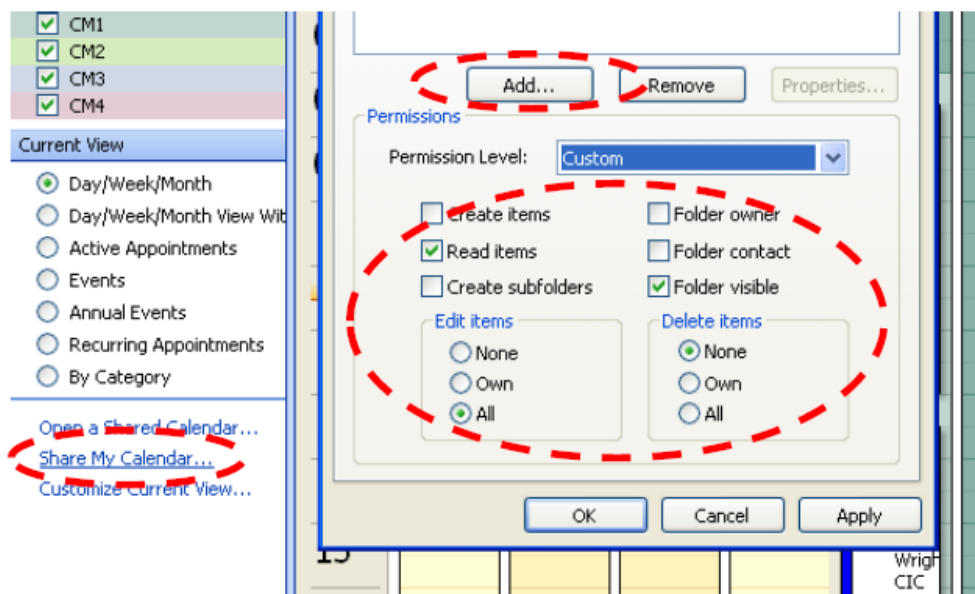 CM1
CM2
CM3
CM4
Current View
Day/Week/Month
Day/Week/Month View Wit
Active Appointments
Events
Annual Events
Recurring Appointments
By Category
Open a Shared Calendar...
Share My Calendar...
Customize Current View...
Add... Remove Properties...
Permissions
Permission Level: Custom
Create items Folder owner
Read items Folder contact
Create subfolders Folder visible
Edit items Delete items
None None
Own Own
All All
OK Cancel Apply
Wrigh
CIC